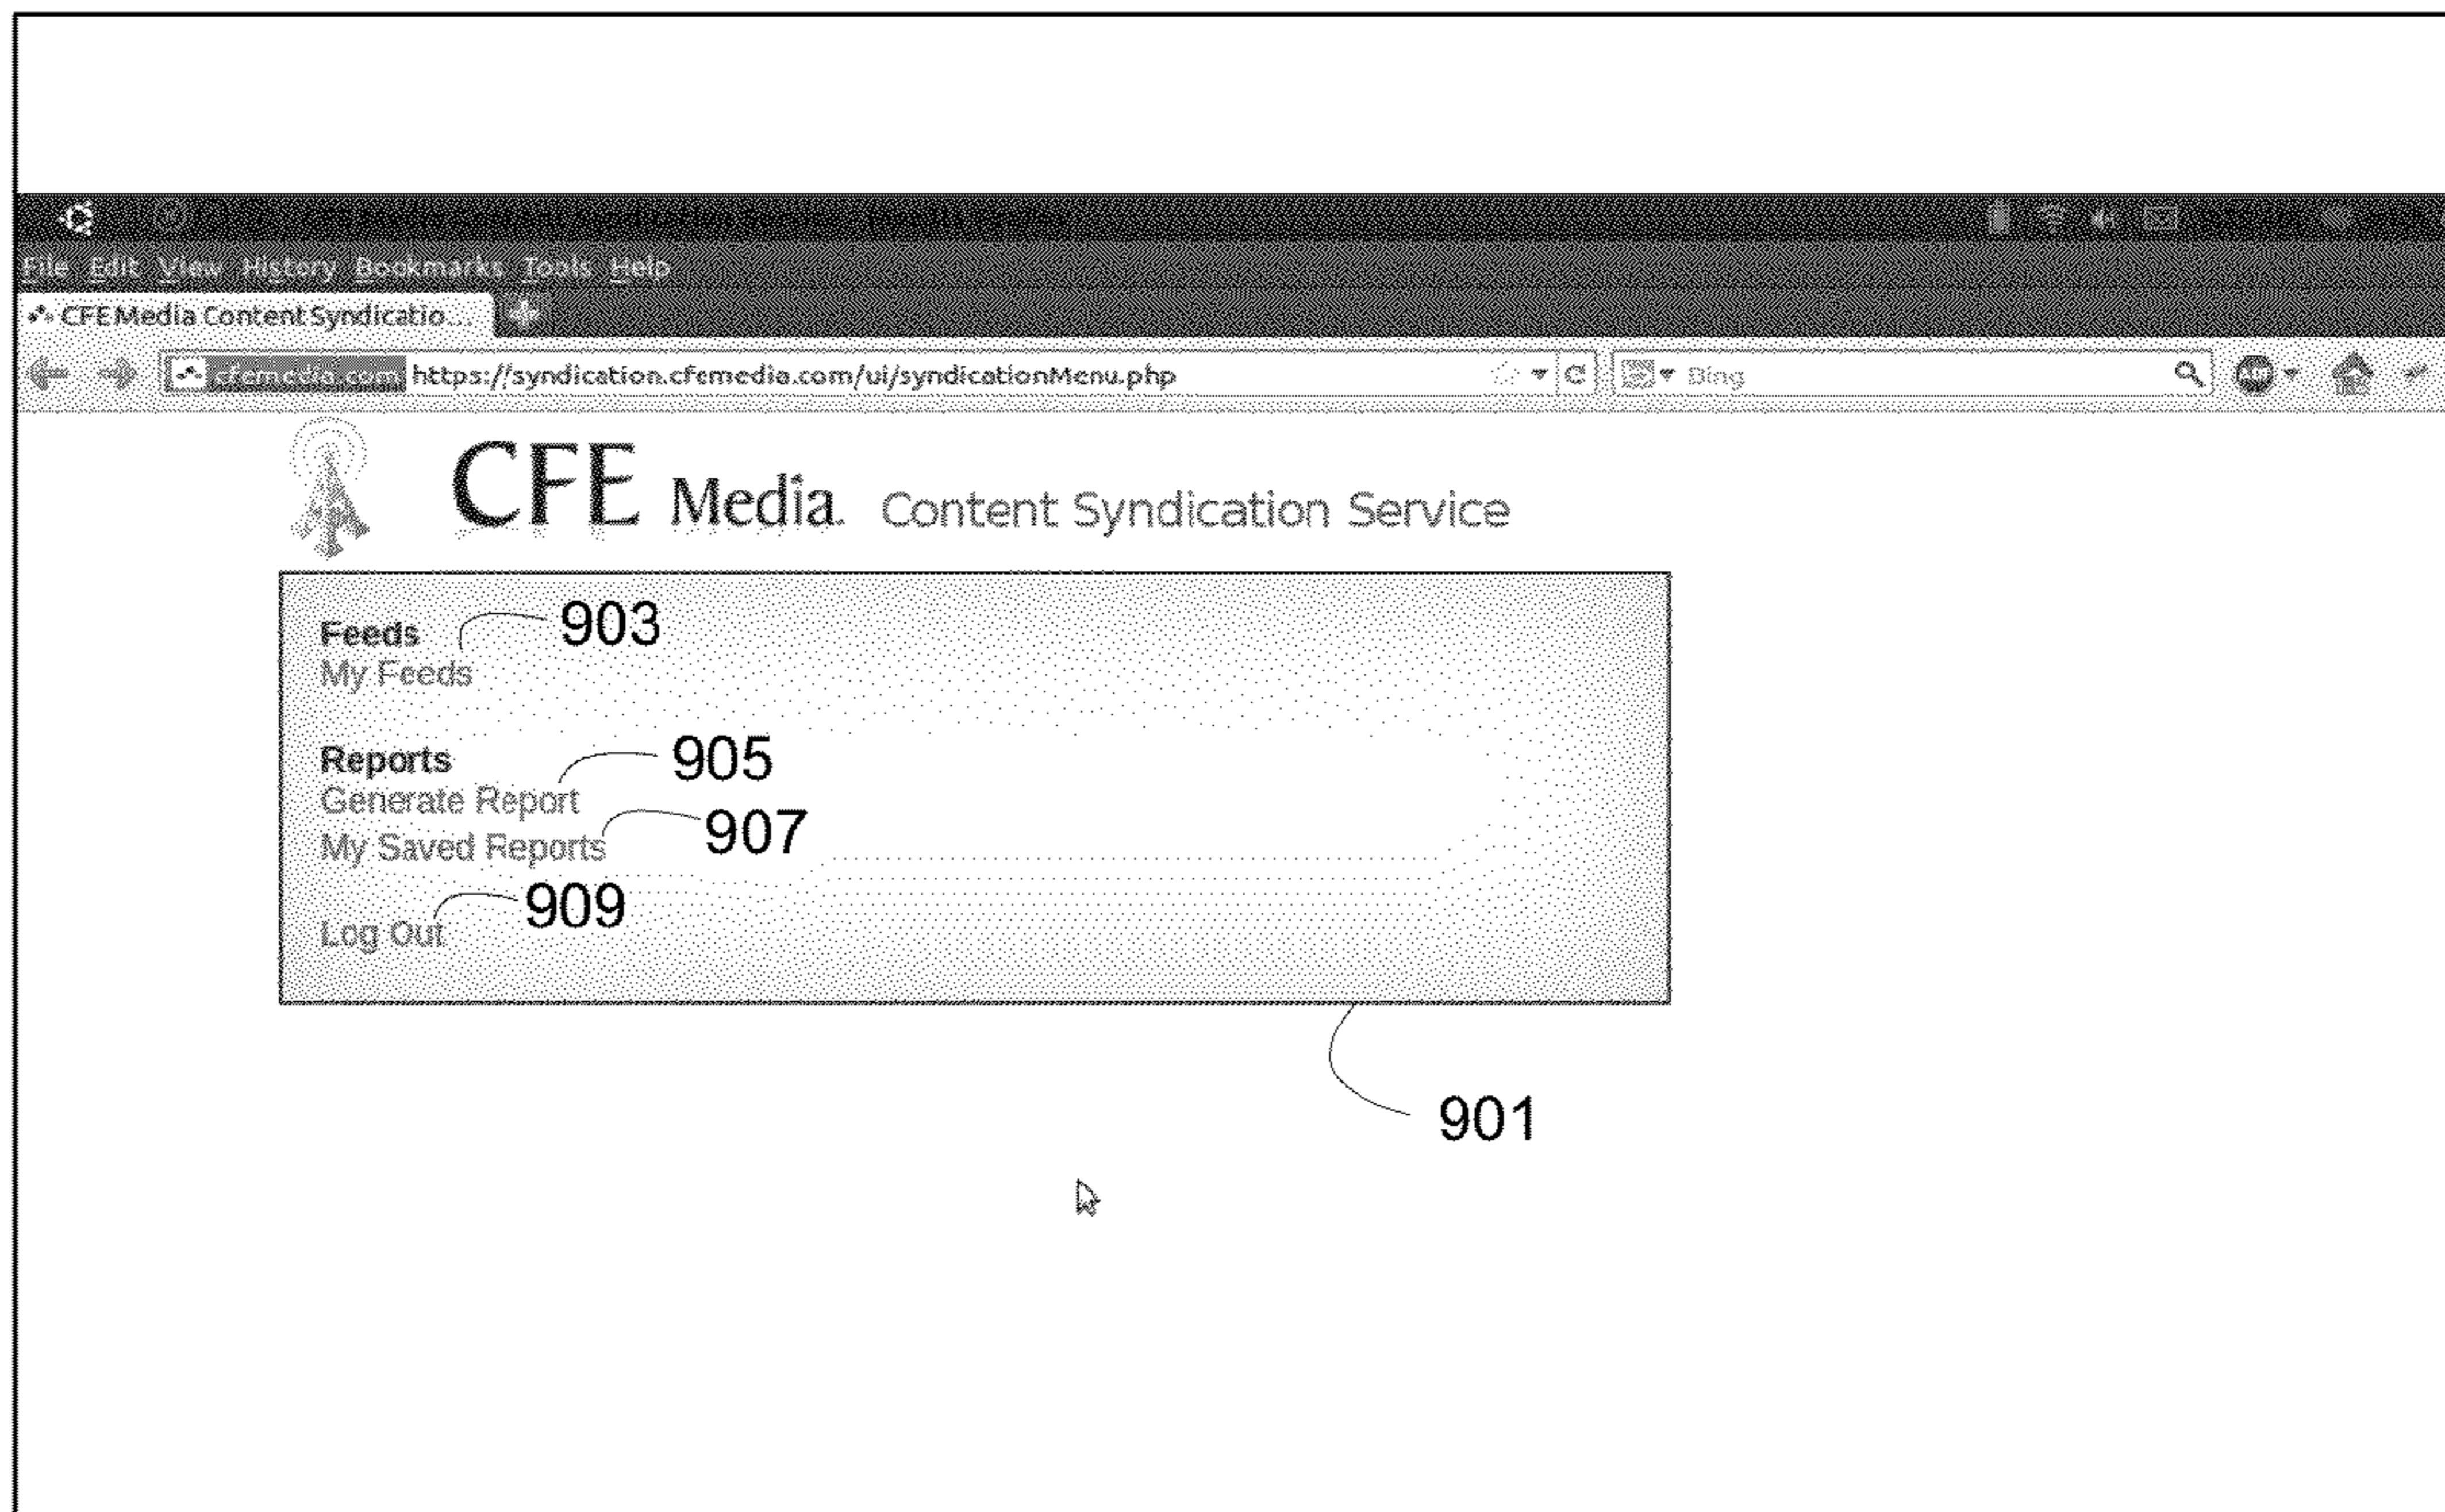 File Edit View History Bookmarks Tools Help
CFE Media Content Syndicatio...
cfemedia.com https://syndication.cfemedia.com/ui/syndicationMenu.php Bing
CFE Media Content Syndication Service
Feeds 903
My Feeds
Reports 905
Generate Report
My Saved Reports 907
909
Log Out
901